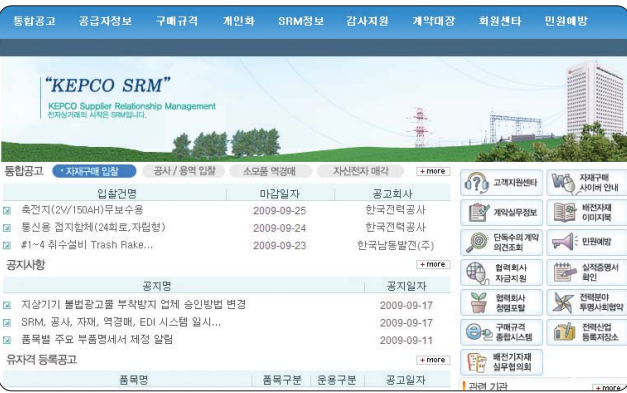 통합공고 공급자정보 구매규격 개인화 SRM정보 감사지원 계약대장 회원센타 민원예방
"KEPCO SRM"
KEPCO Supplier Relationship Management
전자상거래의 시작은 SRM입니다.
통합공고 · 자재구매 입찰 공사 / 용역 입찰 소모품 역경매 자산전자 매각 + more
입찰건명 마감일자 공고회사
축전지(2V/150AH)무보수용 2009-09-25 한국전력공사
통신용 접지함체(24회로,자립형) 2009-09-24 한국전력공사
#1~4 취수설비 Trash Rake... 2009-09-23 한국남동발전(주)
공지사항 + more
공지명 공지일자
지상기기 불법광고물 부착방지 업체 승인방법 변경 2009-09-17
SRM, 공사, 자재, 역경매, EDI 시스템 일시... 2009-09-17
품목별 주요 부품명세서 제정 알림 2009-09-11
유자격 등록공고 + more
품목명 품목구분 운용구분 공고일자
고객지원센타
자재구매
사이버 안내
계약실무정보
배전자재
이미지북
단독수의 계약
의견조회
민원예방
협력회사
자금지원
실적증명서
확인
협력회사
청렴포탈
전력분야
투명사회협약
구매규격
종합시스템
전력산업
등록저장소
배전기자재
실무협의회
관련 기관 + more